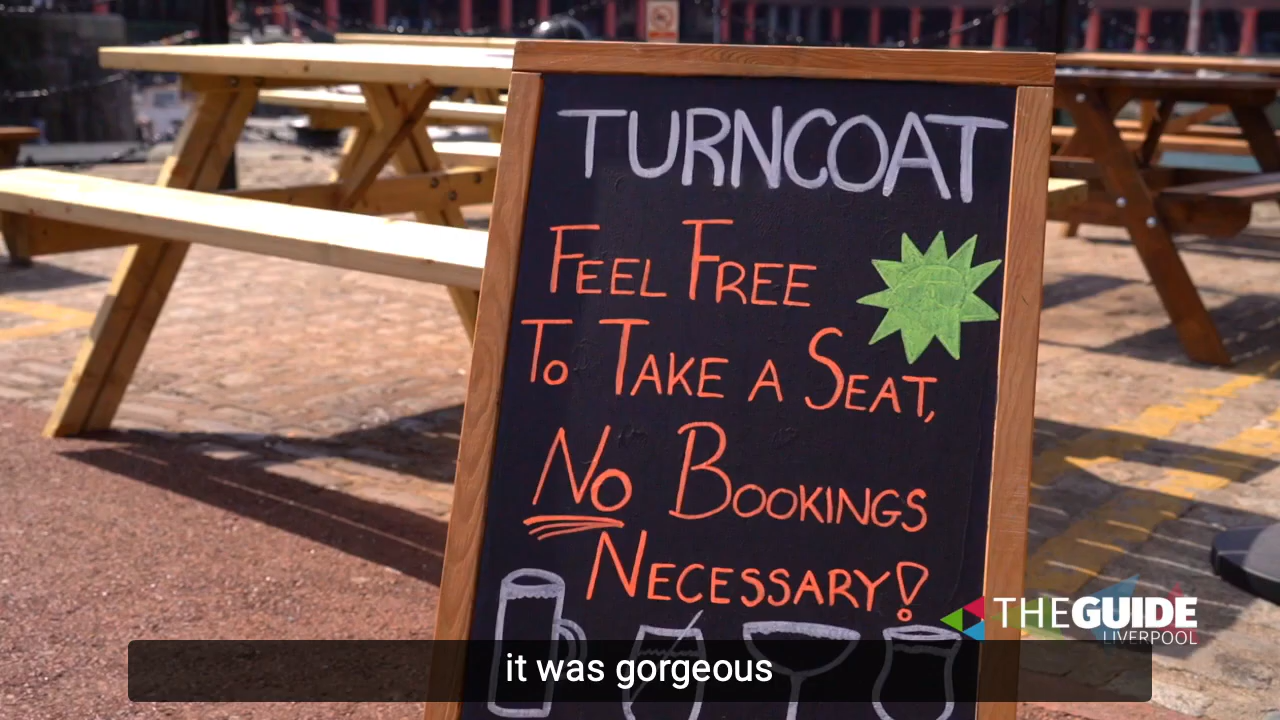 TURNCOAT
FEEL FREE
TO TAKE A SEAT,
NO BOOKINGS
NECESSARY!
THEGUIDE
LIVERPOOL
it was gorgeous